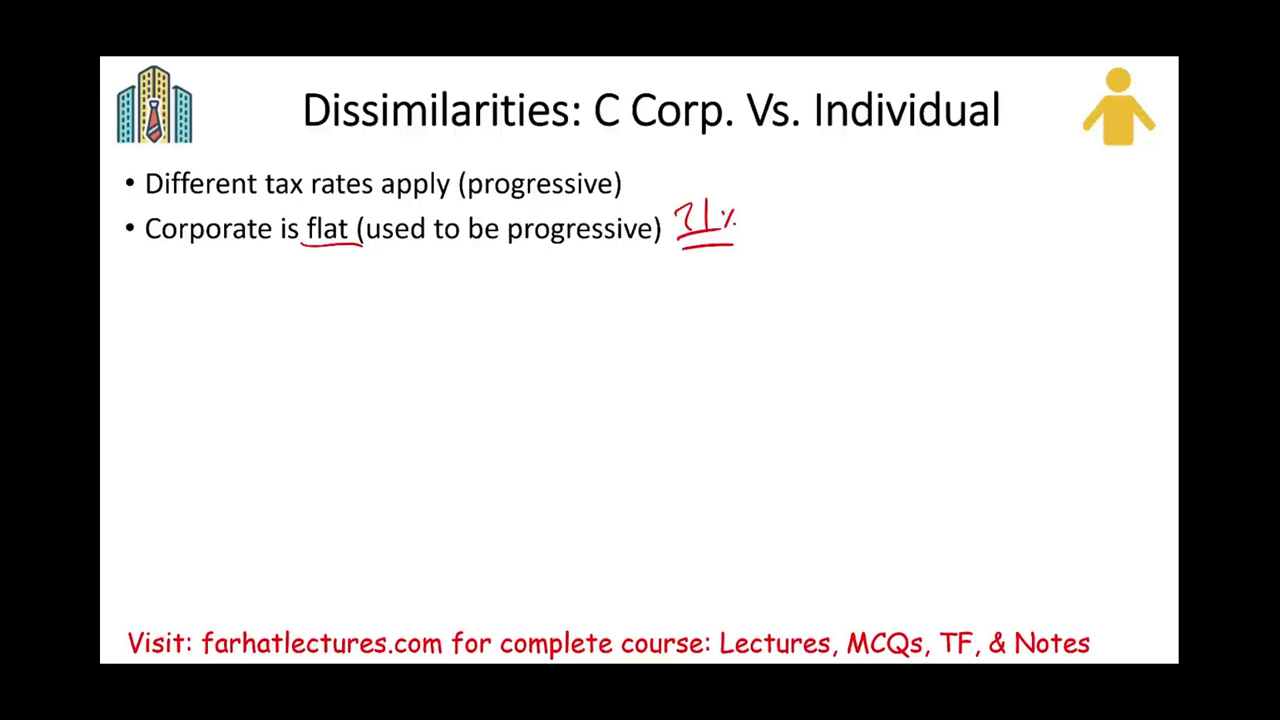 Dissimilarities: C Corp. Vs. Individual
• Different tax rates apply (progressive)
• Corporate is flat (used to be progressive) 21%
Visit: farhatlectures.com for complete course: Lectures, MCQs, TF, & Notes